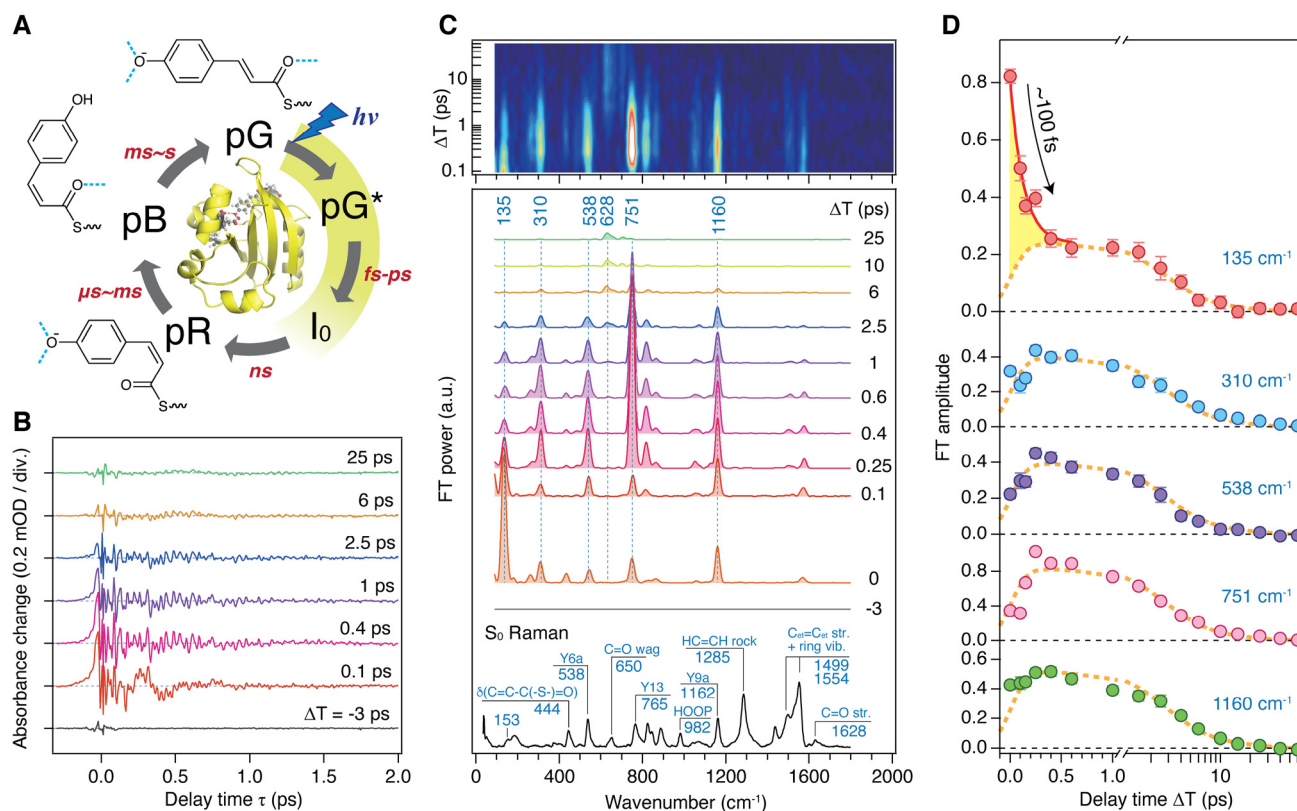 A
O
-
O
S
OH
O
S
pG
hν
pG*
fs-ps
I0
ns
pR
μs~ms
pB
ms~s
-
O
O
S
B
Absorbance change (0.2 mOD / div.)
25 ps
6 ps
2.5 ps
1 ps
0.4 ps
0.1 ps
ΔT = -3 ps
0.0 0.5 1.0 1.5 2.0
Delay time τ (ps)
C
ΔT (ps)
10
1
0.1
135 310 538 628 751 1160 ΔT (ps)
25
10
6
2.5
1
0.6
0.4
0.25
0.1
0
-3
FT power (a.u.)
S0 Raman
δ(C=C-C(-S-)=O)
444
153
Y6a
538
C=O wag
650
Y13
765
HC=CH rock
1285
Y9a
1162
HOOP
982
Cet=Cet str.
+ ring vib.
1499
1554
C=O str.
1628
0 400 800 1200 1600 2000
Wavenumber (cm-1)
D
FT amplitude
0.8
0.6
0.4
0.2
0.0
~100 fs
135 cm-1
0.4
0.2
0.0
310 cm-1
0.4
0.2
0.0
538 cm-1
0.8
0.4
0.0
751 cm-1
0.6
0.4
0.2
0.0
1160 cm-1
0.0 0.5 1.0 10
Delay time ΔT (ps)